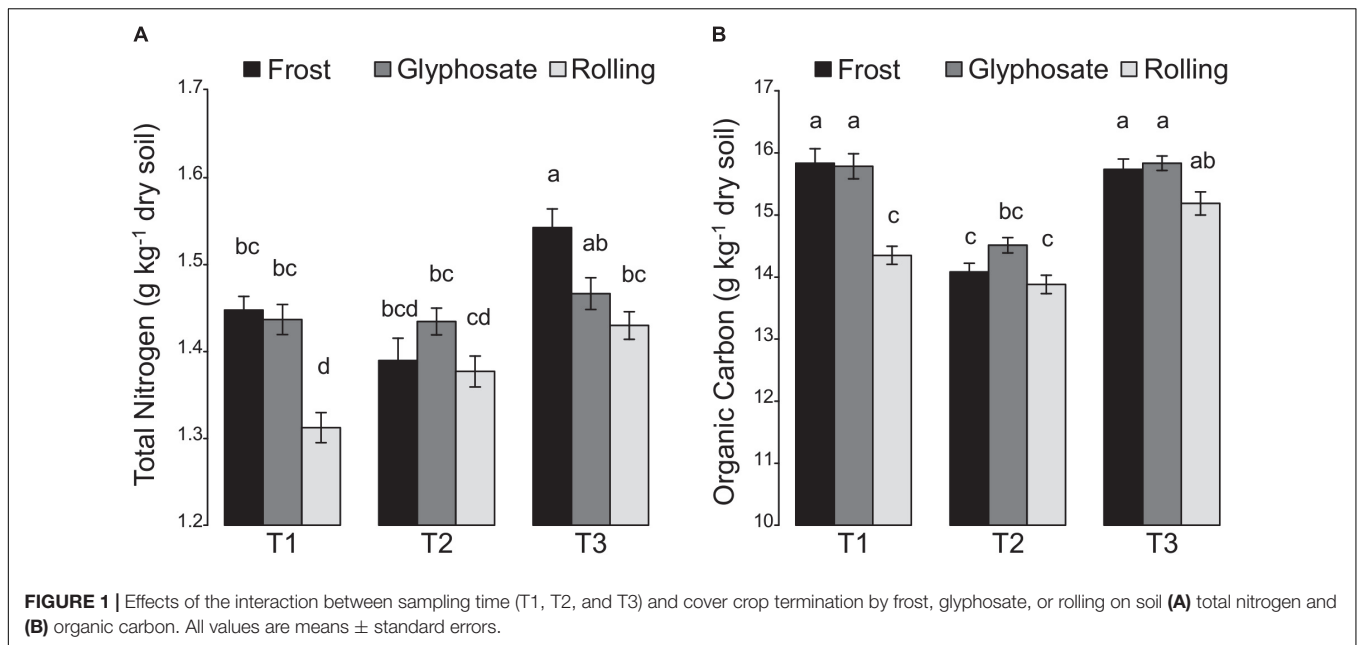 A
Frost Glyphosate Rolling
Total Nitrogen (g kg⁻¹ dry soil)
1.7
1.6
1.5
1.4
1.3
1.2
bc bc d
bcd bc cd
a ab bc
T1 T2 T3
B
Frost Glyphosate Rolling
Organic Carbon (g kg⁻¹ dry soil)
17
16
15
14
13
12
11
10
a a c
c bc c
a a ab
T1 T2 T3
FIGURE 1 | Effects of the interaction between sampling time (T1, T2, and T3) and cover crop termination by frost, glyphosate, or rolling on soil (A) total nitrogen and
(B) organic carbon. All values are means ± standard errors.